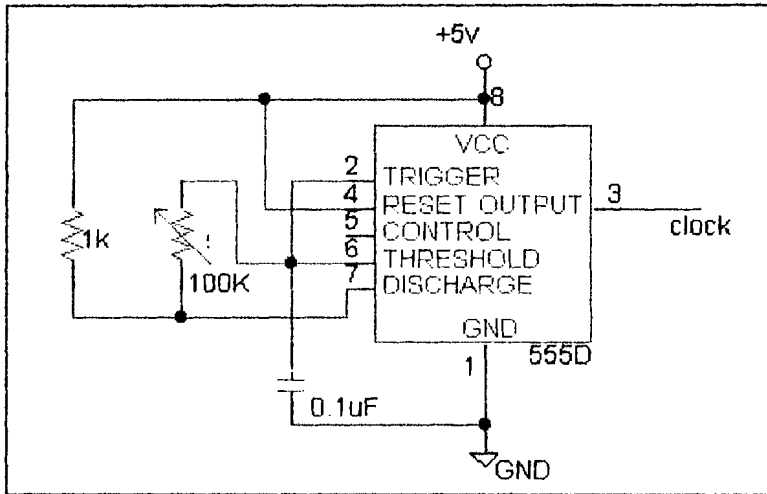 +5v
8
VCC
2 TRIGGER
4 RESET OUTPUT 3
clock
5 CONTROL
1k
6 THRESHOLD
100K
7 DISCHARGE
GND
555D
1
0.1uF
GND